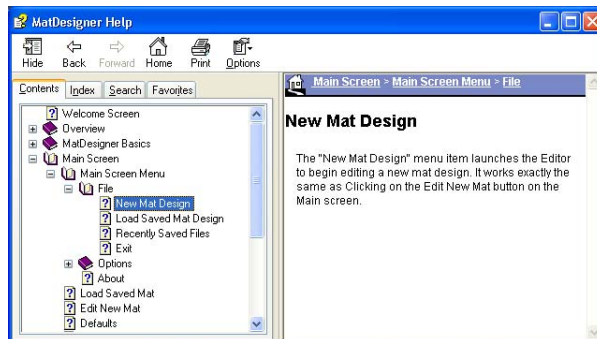 MatDesigner Help
Hide Back Forward Home Print Options
Contents Index Search Favorites
Welcome Screen
Overview
MatDesigner Basics
Main Screen
Main Screen Menu
File
New Mat Design
Load Saved Mat Design
Recently Saved Files
Exit
Options
About
Load Saved Mat
Edit New Mat
Defaults
Main Screen > Main Screen Menu > File
New Mat Design
The "New Mat Design" menu item launches the Editor
to begin editing a new mat design. It works exactly the
same as Clicking on the Edit New Mat button on the
Main screen.